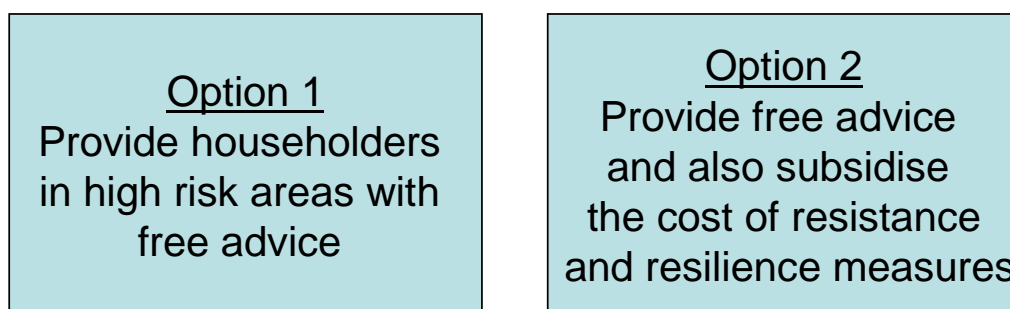 Option 1
Provide householders
in high risk areas with
free advice
Option 2
Provide free advice
and also subsidise
the cost of resistance
and resilience measures